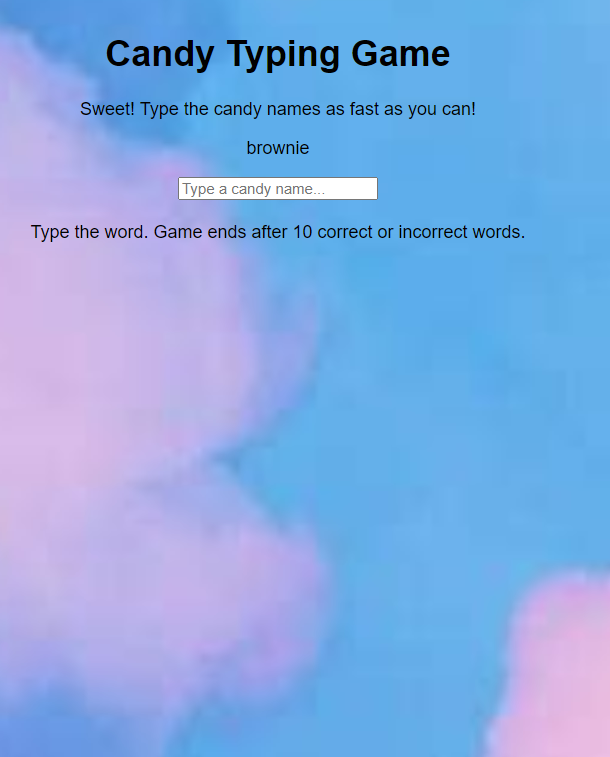 Candy Typing Game
Sweet! Type the candy names as fast as you can!
brownie
Type a candy name...
Type the word. Game ends after 10 correct or incorrect words.